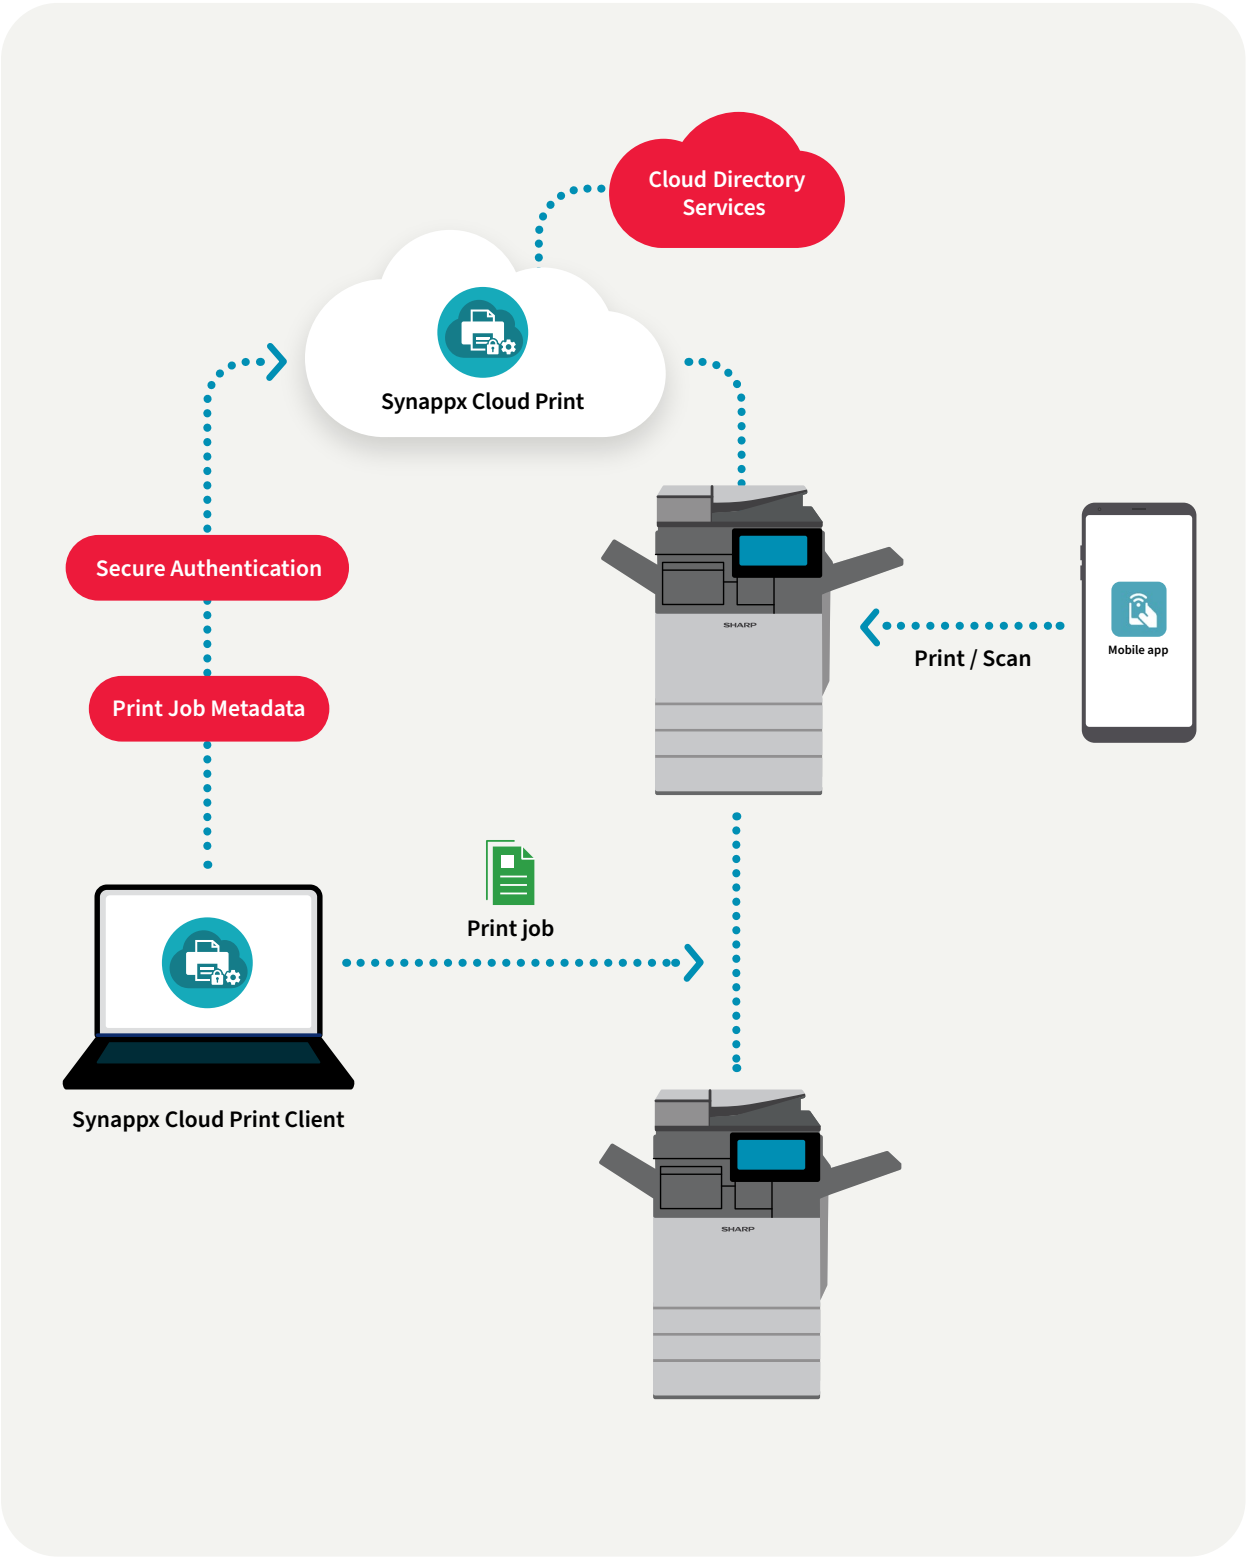 Cloud Directory
Services
Synappx Cloud Print
Secure Authentication
SHARP
Print / Scan
Mobile app
Print Job Metadata
Print job
Synappx Cloud Print Client
SHARP